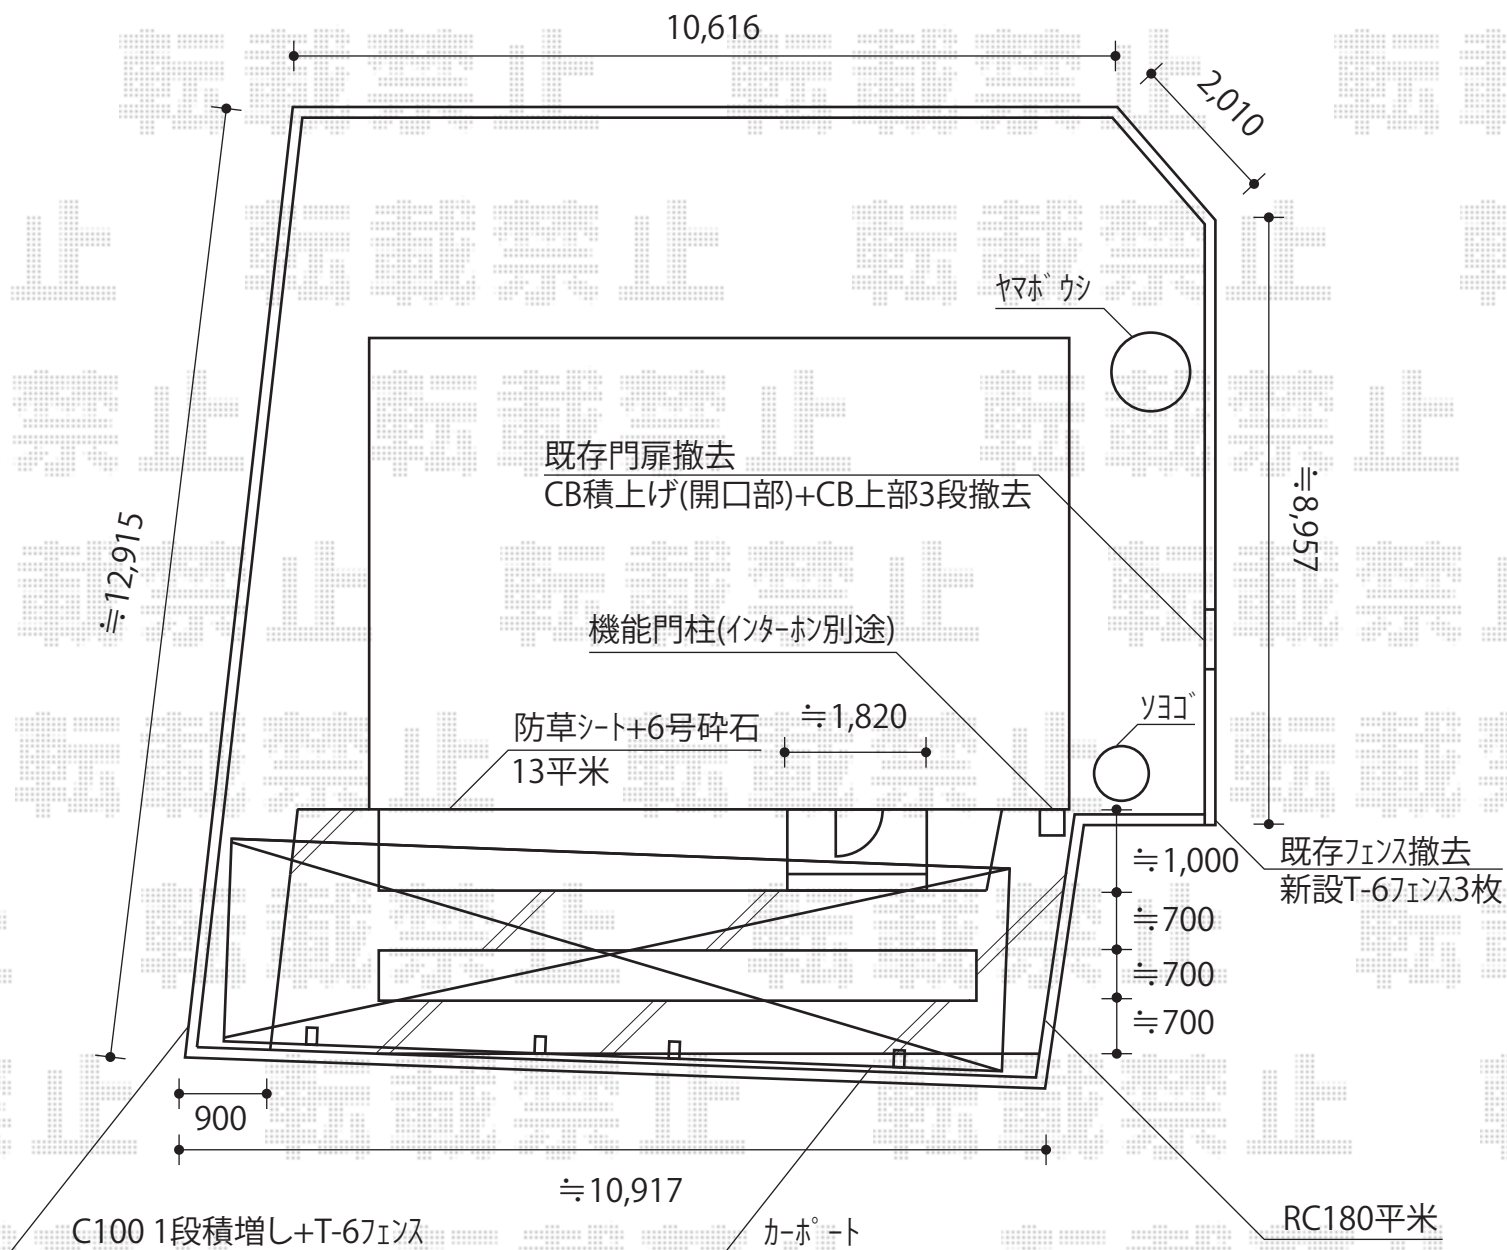 10,616
2,010
ﾔﾏﾎﾞｳｼ
既存門扉撤去
CB積上げ(開口部)+CB上部3段撤去
≒8,957
≒12,915
機能門柱(ｲﾝﾀｰﾎﾝ別途)
ｿﾖｺﾞ
防草ｼｰﾄ+6号砕石
13平米
≒1,820
≒1,000
既存ﾌｪﾝｽ撤去
新設T-6ﾌｪﾝｽ3枚
≒700
≒700
≒700
900
≒10,917
C100 1段積増し+T-6ﾌｪﾝｽ
ｶｰﾎﾟｰﾄ
RC180平米
転載禁止